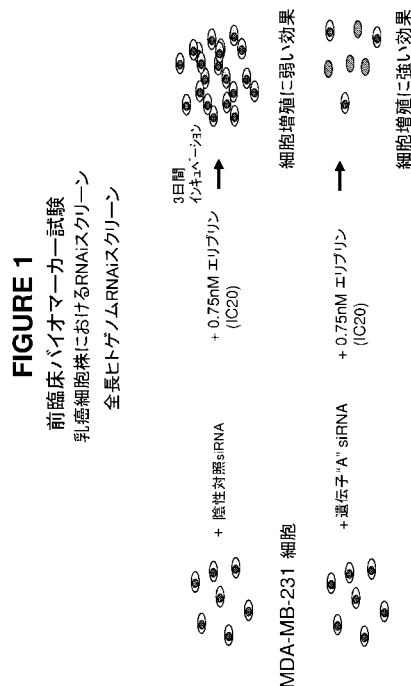 FIGURE 1
前臨床バイオマーカー試験
乳癌細胞株におけるRNAiスクリーン
全長ヒトゲノムRNAiスクリーン
+ 陰性対照siRNA
+ 0.75nM エリブリン
(IC20)
3日間
インキュベーション
細胞増殖に弱い効果
MDA-MB-231 細胞
+遺伝子"A" siRNA
+ 0.75nM エリブリン
(IC20)
細胞増殖に強い効果